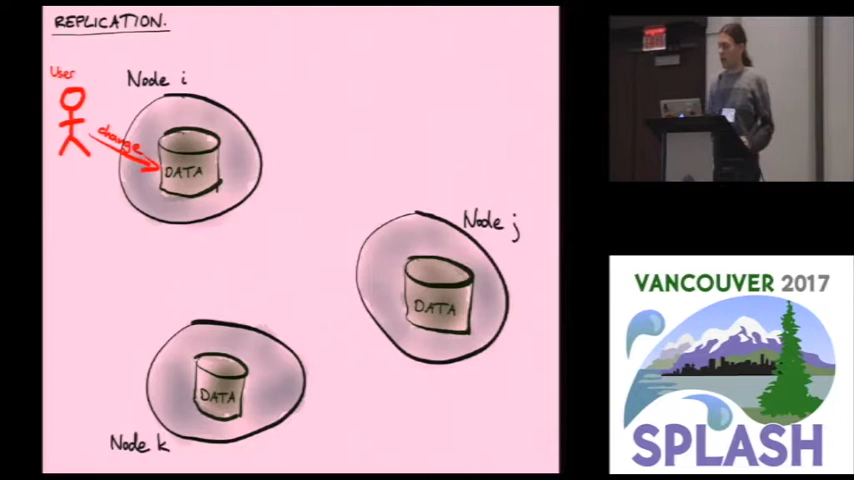 REPLICATION.
User
Node i
change
DATA
Node j
DATA
DATA
Node k
VANCOUVER 2017
SPLASH